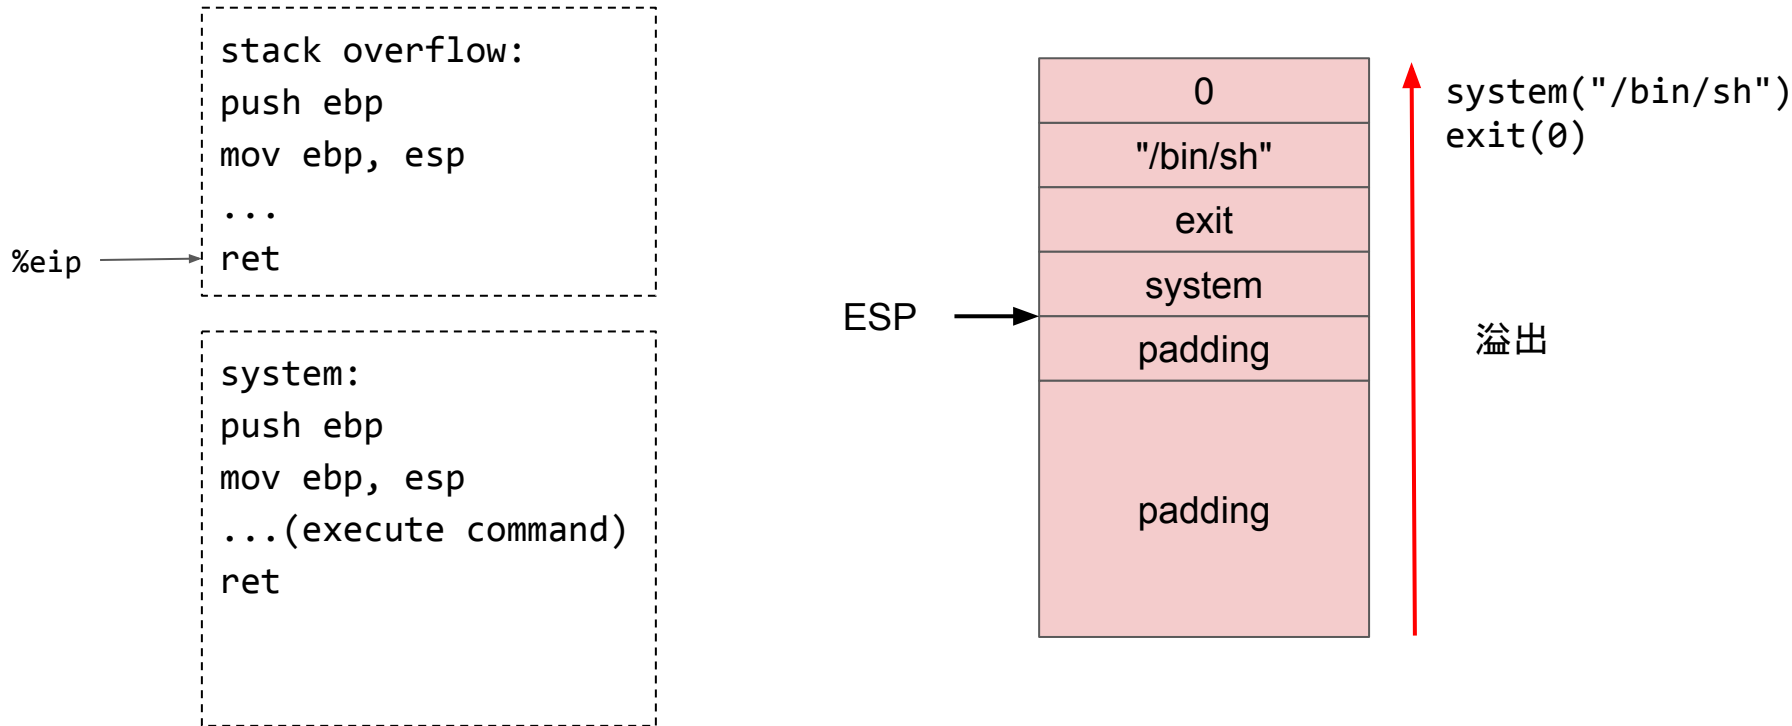 stack overflow:
push ebp
mov ebp, esp
...
ret
%eip
system:
push ebp
mov ebp, esp
...(execute command)
ret
ESP
0
"/bin/sh"
exit
system
padding
padding
system("/bin/sh")
exit(0)
溢出